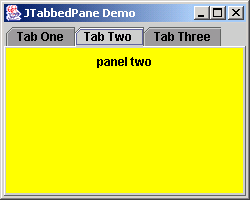 JTabbedPane Demo
Tab One Tab Two Tab Three
panel two